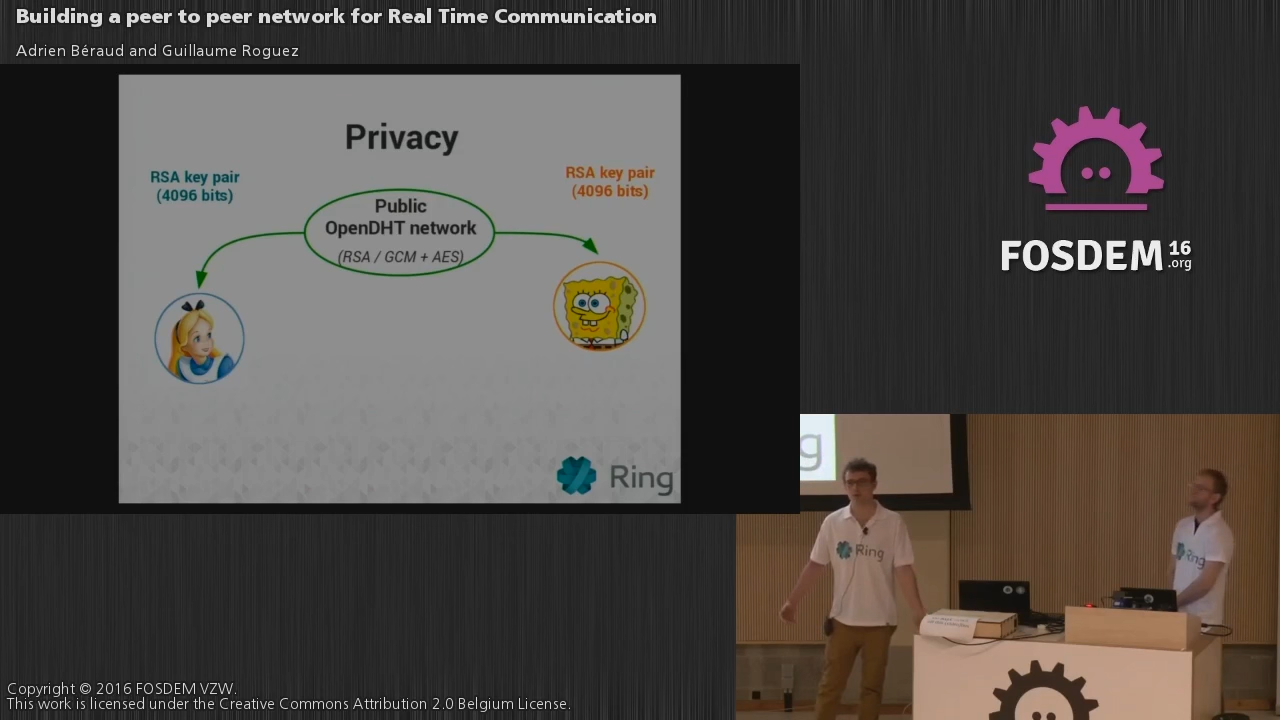 Building a peer to peer network for Real Time Communication
Adrien Béraud and Guillaume Roguez
Privacy
RSA key pair
(4096 bits)
RSA key pair
(4096 bits)
Public
OpenDHT network
(RSA / GCM + AES)
Ring
FOSDEM 16
.org
g
Ring
Ring
Copyright © 2016 FOSDEM VZW.
This work is licensed under the Creative Commons Attribution 2.0 Belgium License.